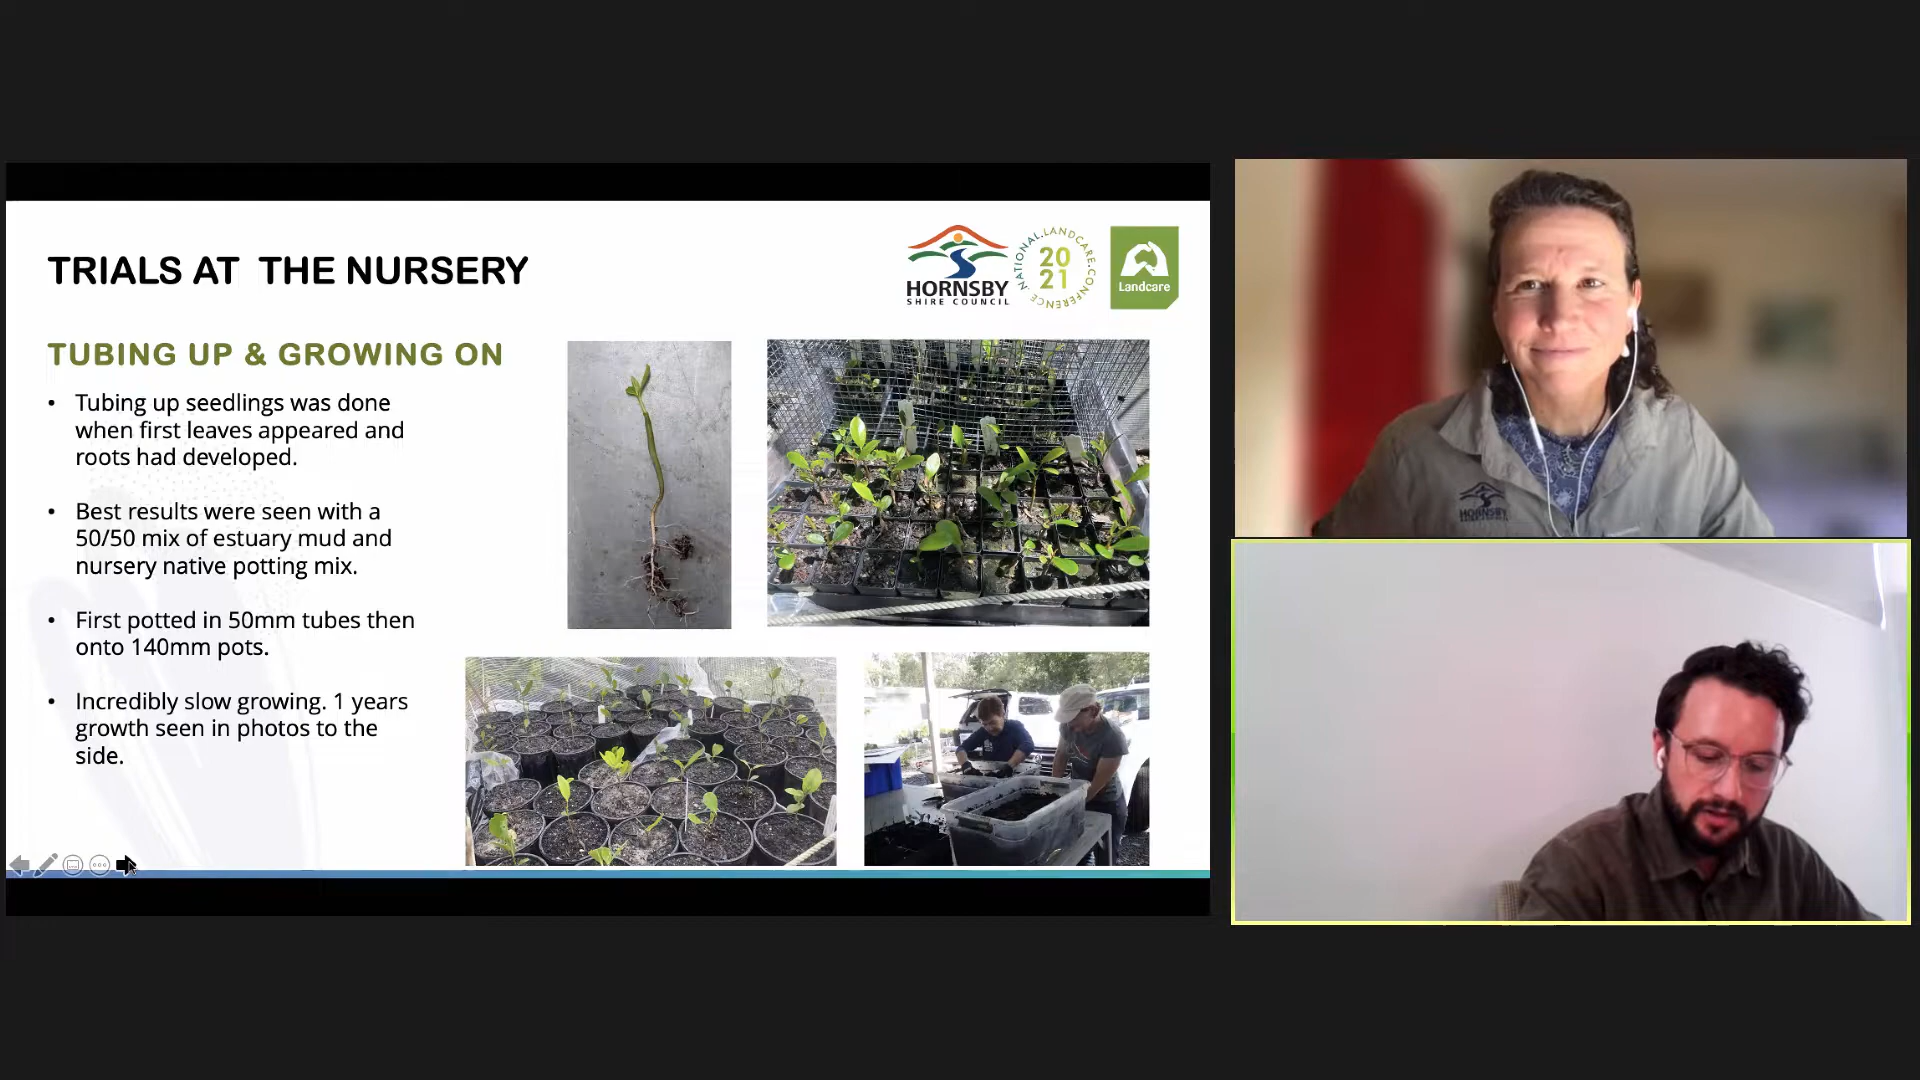 TRIALS AT THE NURSERY
HORNSBY
SHIRE COUNCIL
NATIONAL LANDCARE CONFERENCE
20
21
Landcare
TUBING UP & GROWING ON
• Tubing up seedlings was done
when first leaves appeared and
roots had developed.
• Best results were seen with a
50/50 mix of estuary mud and
nursery native potting mix.
• First potted in 50mm tubes then
onto 140mm pots.
• Incredibly slow growing. 1 years
growth seen in photos to the
side.
HORNSBY